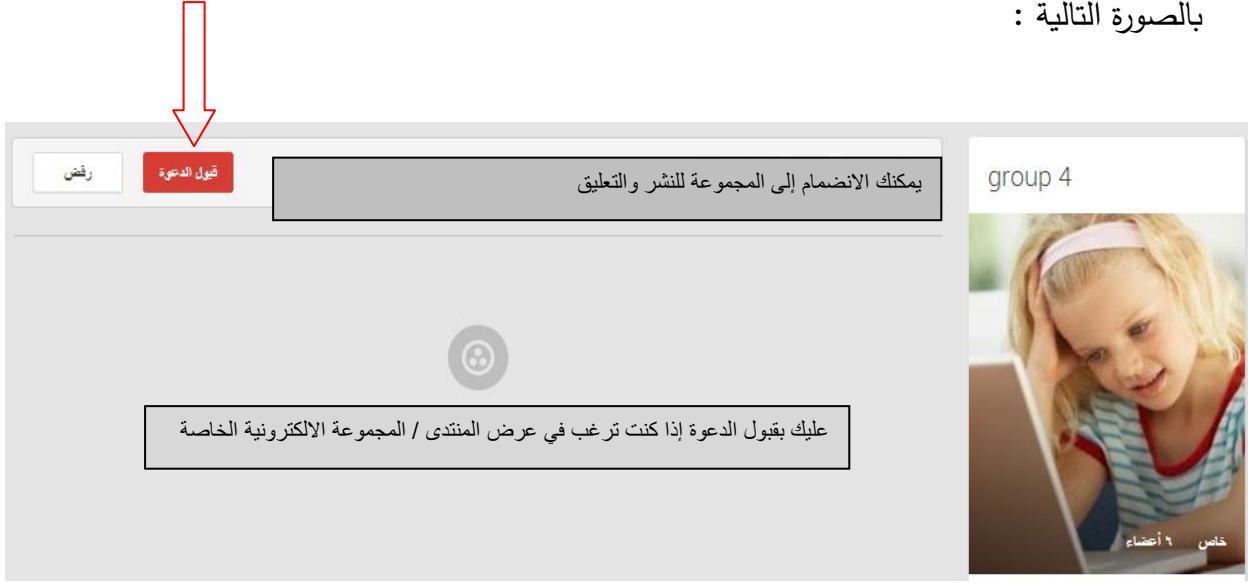 بالصورة التالية :
group 4
يمكنك الانضمام إلى المجموعة للنشر والتعليق
قبول الدعوة
رفض
عليك بقبول الدعوة إذا كنت ترغب في عرض المنتدى / المجموعة الالكترونية الخاصة
خاص ٦ أعضاء